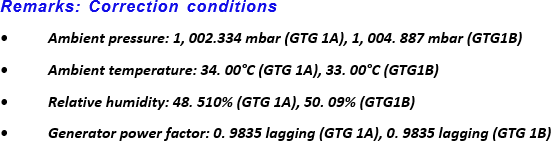 Remarks: Correction conditions
• Ambient pressure: 1, 002.334 mbar (GTG 1A), 1, 004. 887 mbar (GTG1B)
• Ambient temperature: 34. 00°C (GTG 1A), 33. 00°C (GTG1B)
• Relative humidity: 48. 510% (GTG 1A), 50. 09% (GTG1B)
• Generator power factor: 0. 9835 lagging (GTG 1A), 0. 9835 lagging (GTG 1B)